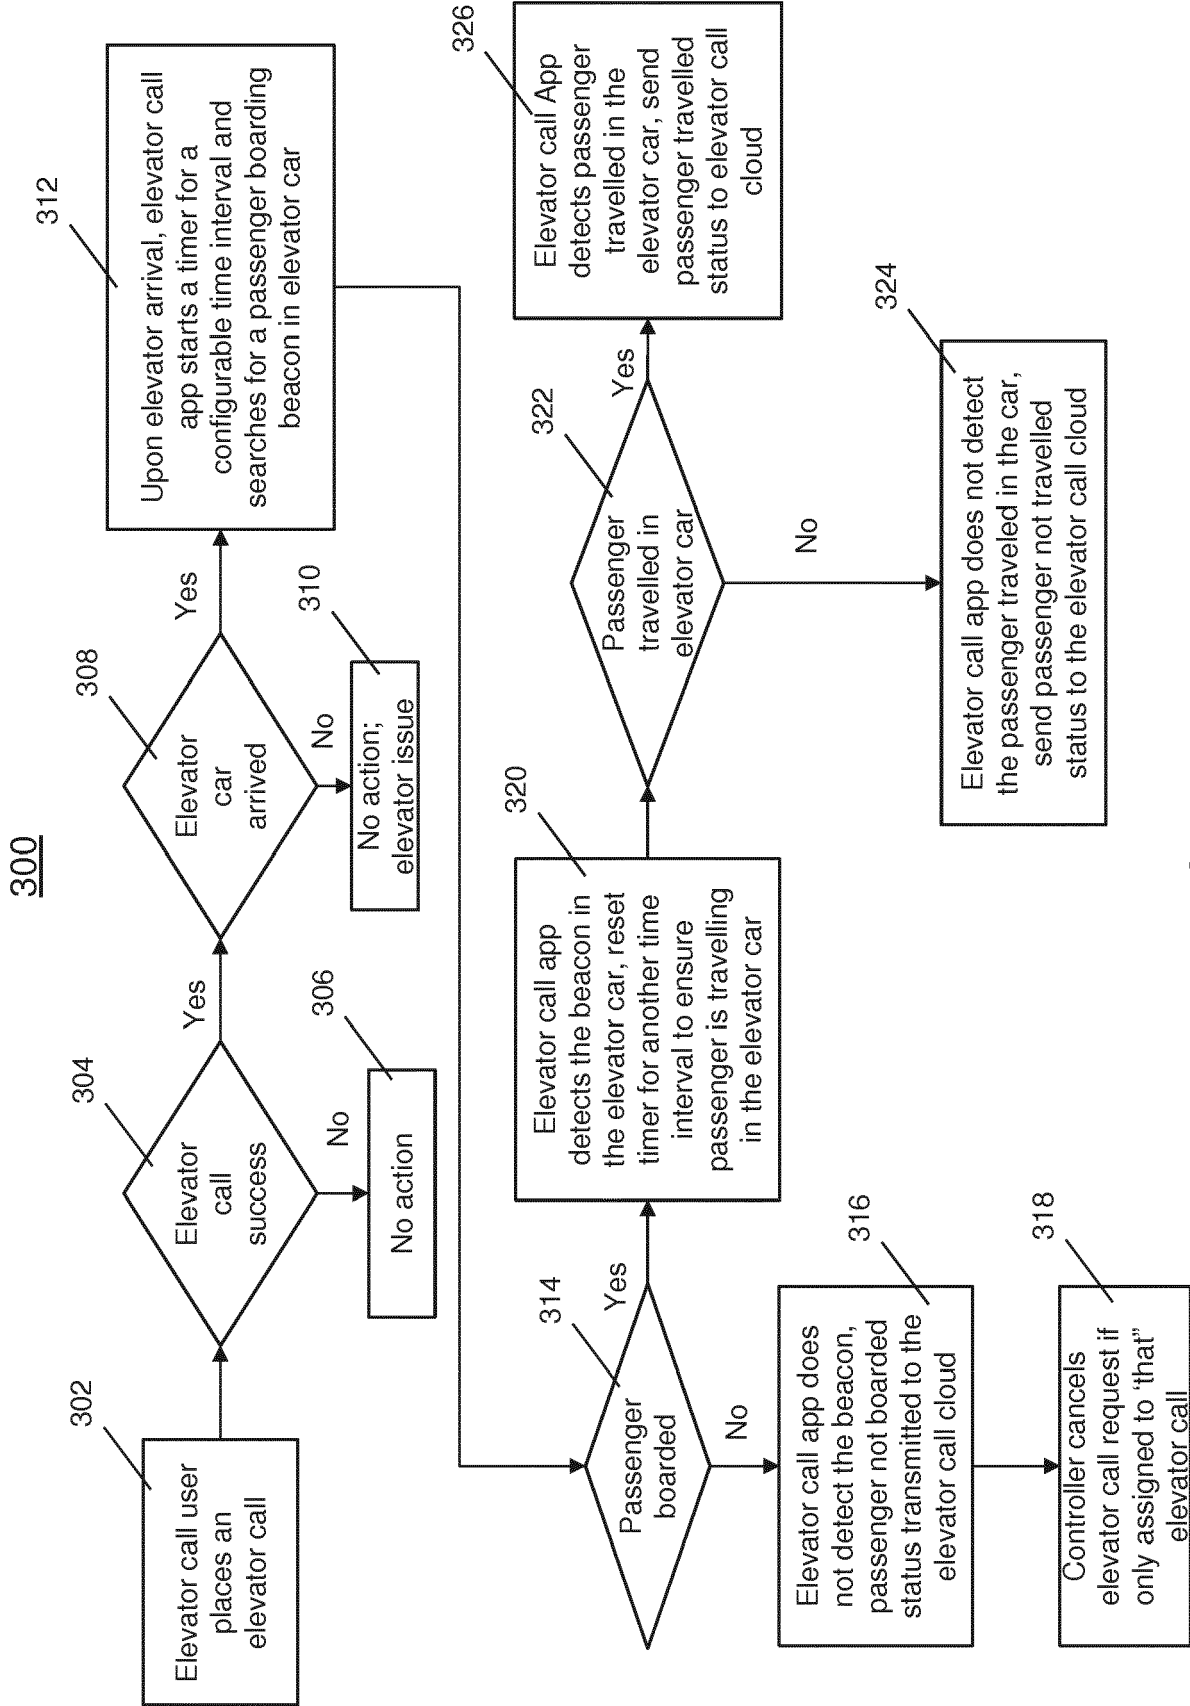 300
302
Elevator call user
places an
elevator call
304
Elevator
call
success
Yes
No
306
No action
308
Elevator
car
arrived
Yes
No
310
No action;
elevator issue
312
Upon elevator arrival, elevator call
app starts a timer for a
configurable time interval and
searches for a passenger boarding
beacon in elevator car
314
Passenger
boarded
Yes
No
316
Elevator call app does
not detect the beacon,
passenger not boarded
status transmitted to the
elevator call cloud
318
Controller cancels
elevator call request if
only assigned to ‘that”
elevator call
320
Elevator call app
detects the beacon in
the elevator car, reset
timer for another time
interval to ensure
passenger is travelling
in the elevator car
322
Passenger
travelled in
elevator car
Yes
No
324
Elevator call app does not detect
the passenger traveled in the car,
send passenger not travelled
status to the elevator call cloud
326
Elevator call App
detects passenger
travelled in the
elevator car, send
passenger travelled
status to elevator call
cloud